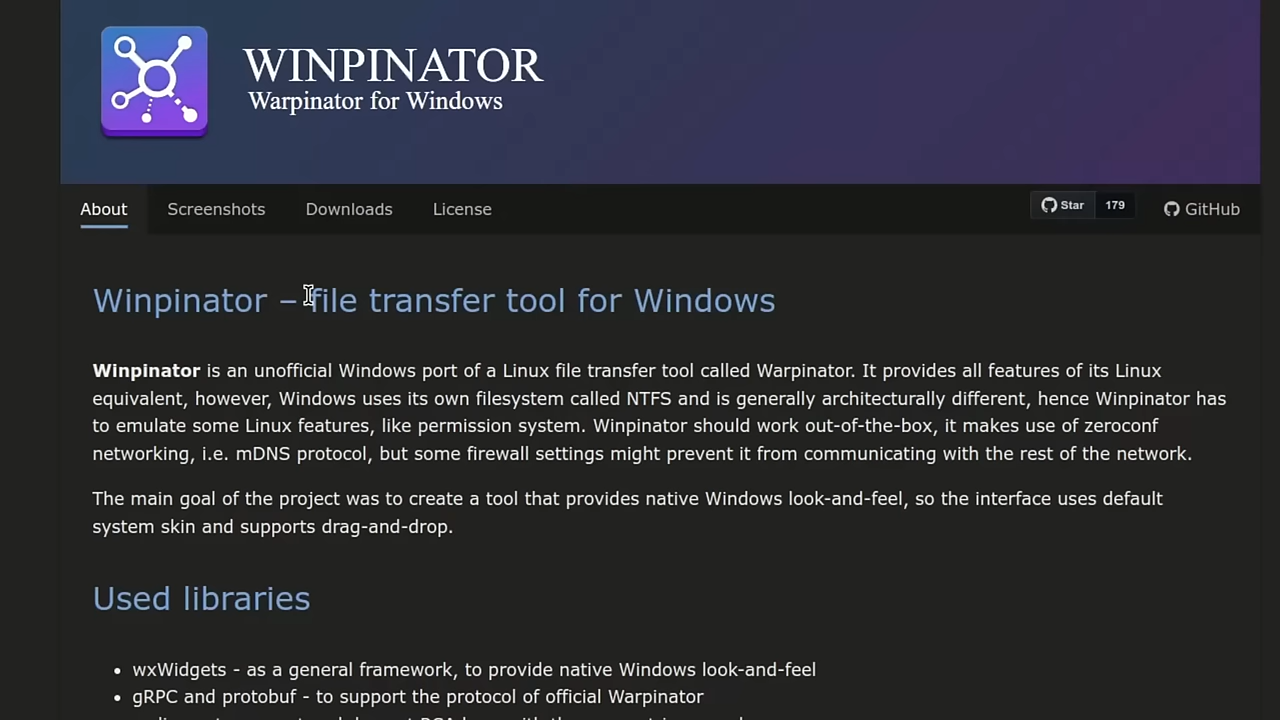 WINPINATOR
Warpinator for Windows
About Screenshots Downloads License Star 179 GitHub
Winpinator – file transfer tool for Windows
Winpinator is an unofficial Windows port of a Linux file transfer tool called Warpinator. It provides all features of its Linux
equivalent, however, Windows uses its own filesystem called NTFS and is generally architecturally different, hence Winpinator has
to emulate some Linux features, like permission system. Winpinator should work out-of-the-box, it makes use of zeroconf
networking, i.e. mDNS protocol, but some firewall settings might prevent it from communicating with the rest of the network.
The main goal of the project was to create a tool that provides native Windows look-and-feel, so the interface uses default
system skin and supports drag-and-drop.
Used libraries
• wxWidgets - as a general framework, to provide native Windows look-and-feel
• gRPC and protobuf - to support the protocol of official Warpinator